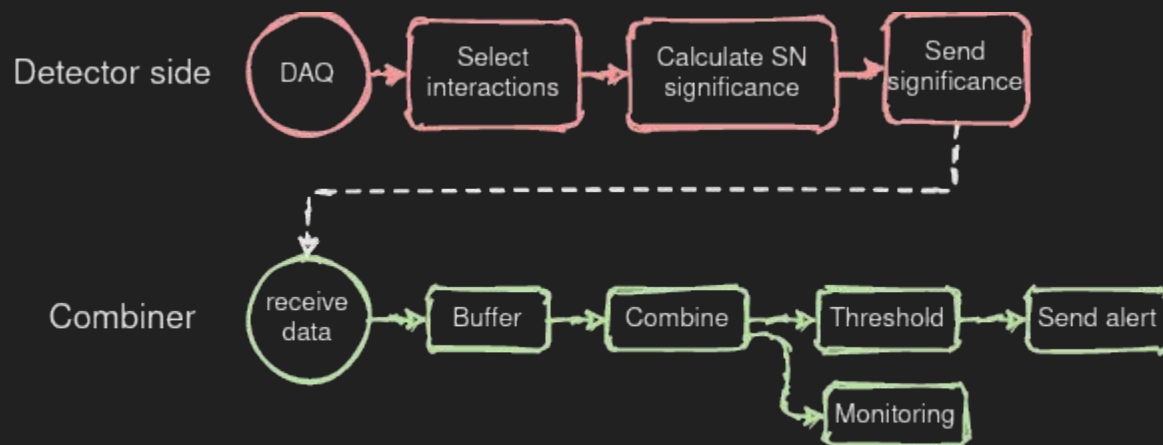 Detector side
DAQ
Select
interactions
Calculate SN
significance
Send
significance
Combiner
receive
data
Buffer
Combine
Threshold
Send alert
Monitoring